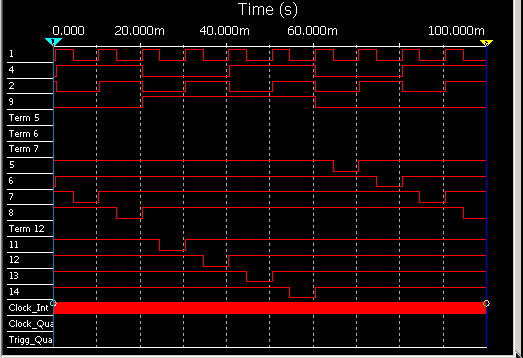 Time (s)
0.000 20.000m 40.000m 60.000m 100.000m
1
4
2
9
Term 5
Term 6
Term 7
5
6
7
8
Term 12
11
12
13
14
Clock_Int
Clock_Qua
Trigg_Qua